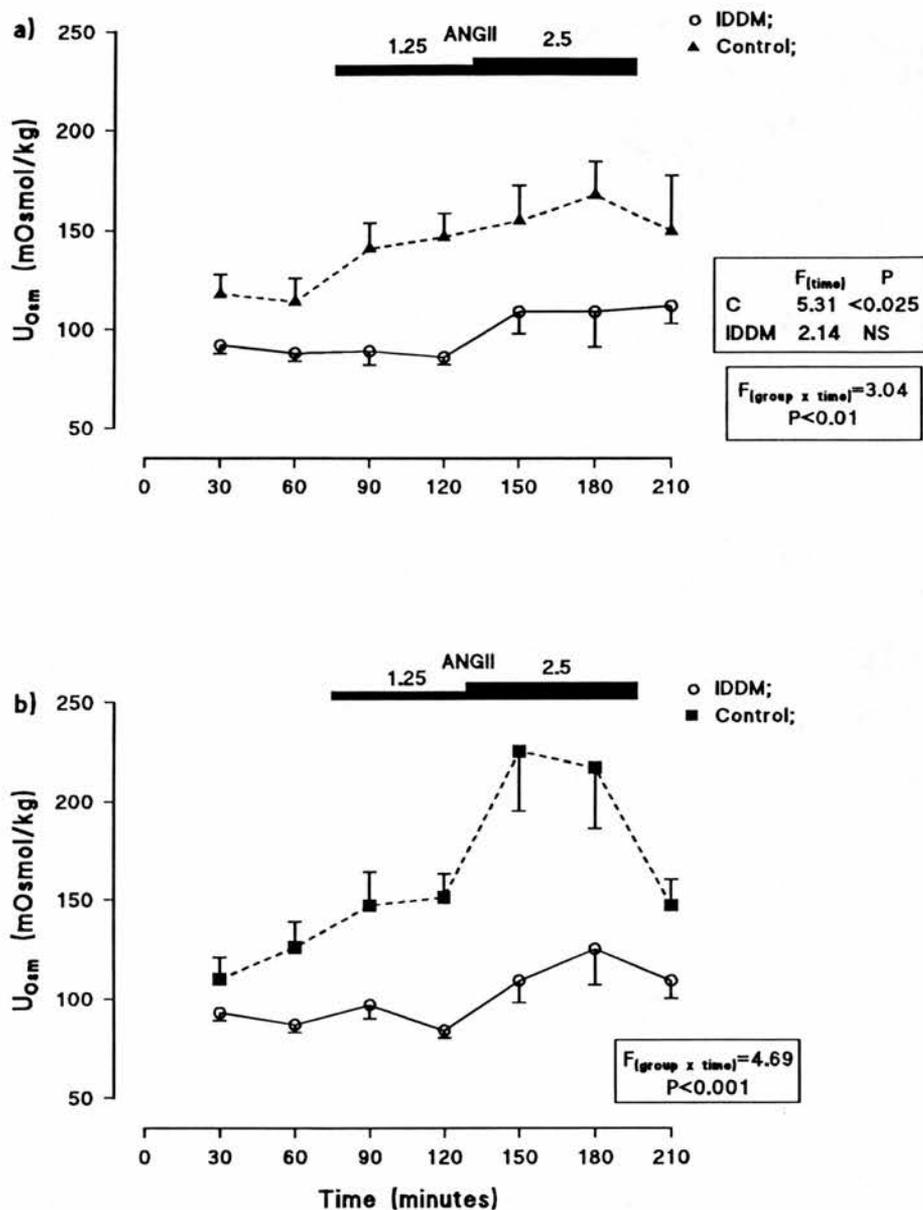 a)
ANGII
1.25
2.5
IDDM;
Control;
250
200
150
100
50
U_Osm (mOsmol/kg)
F(time) P
C 5.31 <0.025
IDDM 2.14 NS
F(group x time)=3.04
P<0.01
0 30 60 90 120 150 180 210
b)
ANGII
1.25
2.5
IDDM;
Control;
250
200
150
100
50
U_Osm (mOsmol/kg)
F(group x time)=4.69
P<0.001
0 30 60 90 120 150 180 210
Time (minutes)